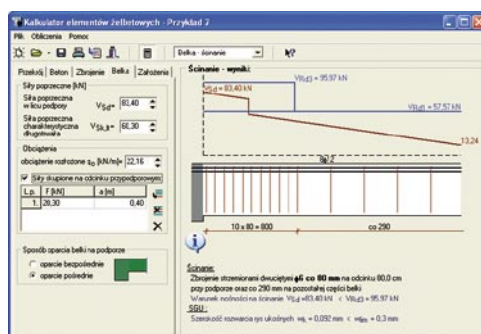 Kalkulator elementów żelbetowych - Przykład 7
Plik Obliczenia Pomoc
Belka - ścinanie
Przekrój Beton Zbrojenie Belka Założenia
Siły poprzeczne [kN]
Siła poprzeczna w licu podpory VSd= 83,40
Siła poprzeczna charakterystyczna długotrwała VSk,lt= 60,30
Obciążenia
obciążenie rozłożone qo [kN/m]= 22,16
Siły skupione na odcinku przypodporowym:
L.p. F [kN] a [m]
1. 20,30 0,40
Sposób oparcia belki na podporze
oparcie bezpośrednie
oparcie pośrednie
Ścinanie - wyniki:
VSd= 83,40 kN
VRd3 = 95,97 kN
VRd1 = 57,57 kN
13,24
10 x 80 = 800
co 290
Ścinanie:
Zbrojenie strzemionami dwuciętymi ϕ6 co 80 mm na odcinku 80,0 cm
przy podporze oraz co 290 mm na pozostałej części belki
Warunek nośności na ścinanie VSd =83,40 kN < VRd3 = 95,97 kN
SGU:
Szerokość rozwarcia rys ukośnych wk = 0,092 mm < wlim = 0,3 mm